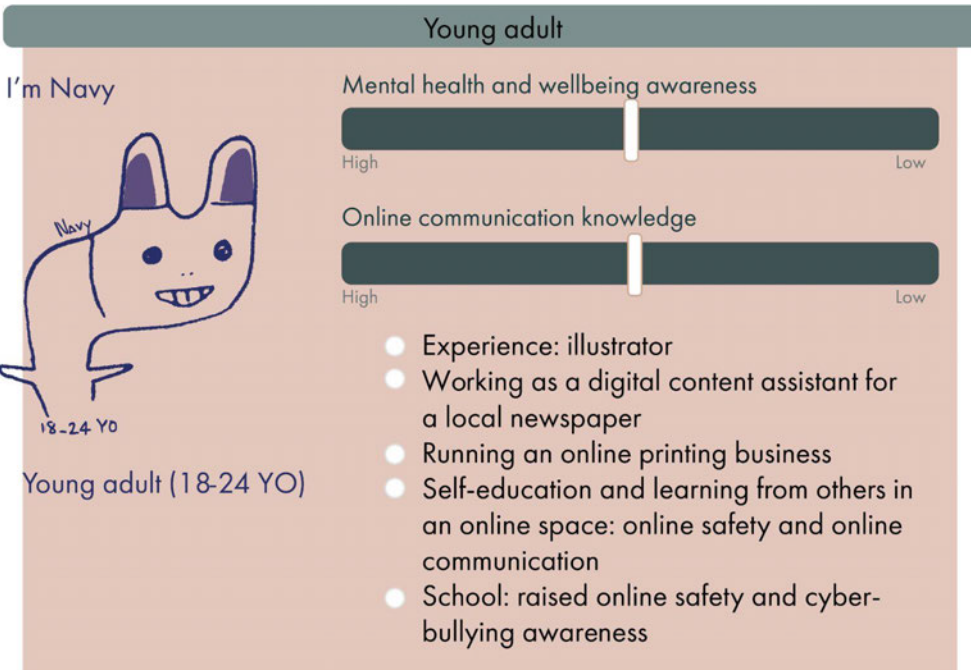 Young adult
I'm Navy
Mental health and wellbeing awareness
High
Low
Navy
Online communication knowledge
High
Low
18-24 YO
Young adult (18-24 YO)
Experience: illustrator
Working as a digital content assistant for
a local newspaper
Running an online printing business
Self-education and learning from others in
an online space: online safety and online
communication
School: raised online safety and cyber-
bullying awareness